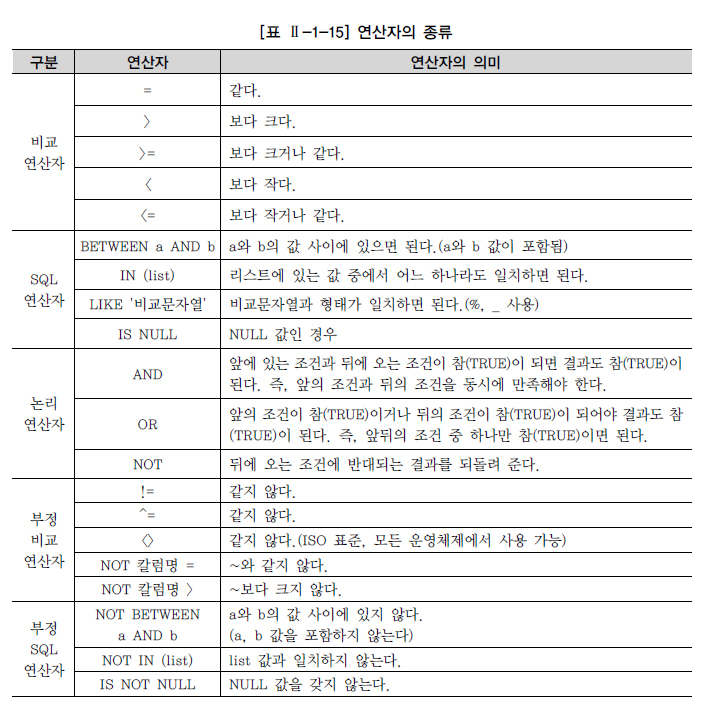 [표 Ⅱ-1-15] 연산자의 종류
구분 연산자 연산자의 의미
비교
연산자
= 같다.
> 보다 크다.
>= 보다 크거나 같다.
< 보다 작다.
<= 보다 작거나 같다.
SQL
연산자
BETWEEN a AND b a와 b의 값 사이에 있으면 된다.(a와 b 값이 포함됨)
IN (list) 리스트에 있는 값 중에서 어느 하나라도 일치하면 된다.
LIKE '비교문자열' 비교문자열과 형태가 일치하면 된다.(%, _ 사용)
IS NULL NULL 값인 경우
논리
연산자
AND
앞에 있는 조건과 뒤에 오는 조건이 참(TRUE)이 되면 결과도 참(TRUE)이
된다. 즉, 앞의 조건과 뒤의 조건을 동시에 만족해야 한다.
OR
앞의 조건이 참(TRUE)이거나 뒤의 조건이 참(TRUE)이 되어야 결과도 참
(TRUE)이 된다. 즉, 앞뒤의 조건 중 하나만 참(TRUE)이면 된다.
NOT 뒤에 오는 조건에 반대되는 결과를 되돌려 준다.
부정
비교
연산자
!= 같지 않다.
^= 같지 않다.
<> 같지 않다.(ISO 표준, 모든 운영체제에서 사용 가능)
NOT 칼럼명 = ~와 같지 않다.
NOT 칼럼명 > ~보다 크지 않다.
부정
SQL
연산자
NOT BETWEEN
a AND b
a와 b의 값 사이에 있지 않다.
(a, b 값을 포함하지 않는다)
NOT IN (list) list 값과 일치하지 않는다.
IS NOT NULL NULL 값을 갖지 않는다.